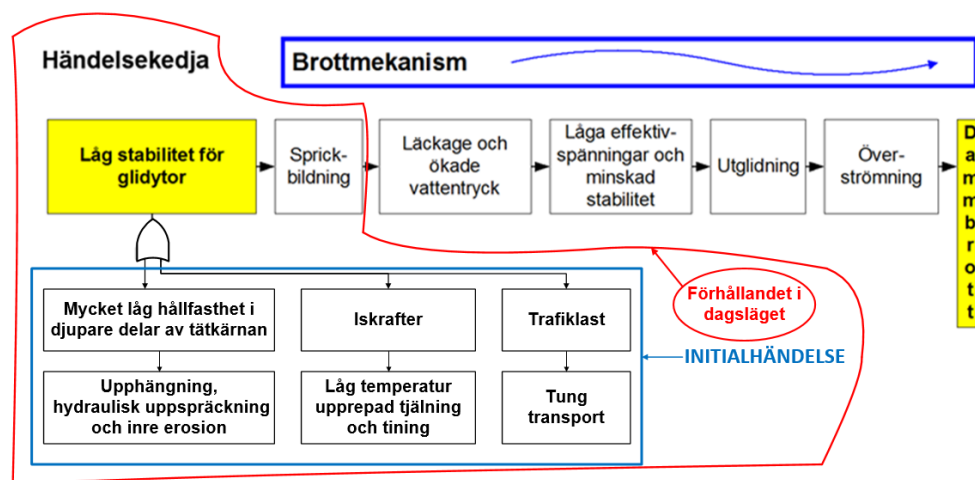 Händelsekedja
Brottmekanism
Låg stabilitet för
glidytor
Sprick-
bildning
Läckage och
ökade
vattentryck
Låga effektiv-
spänningar och
minskad
stabilitet
Utglidning
Över-
strömning
D
a
m
m
b
r
o
t
t
Mycket låg hållfasthet i
djupare delar av tätkärnan
Iskrafter
Trafiklast
Förhållandet i
dagsläget
INITIALHÄNDELSE
Upphängning,
hydraulisk uppspräckning
och inre erosion
Låg temperatur
upprepad tjälning
och tining
Tung
transport